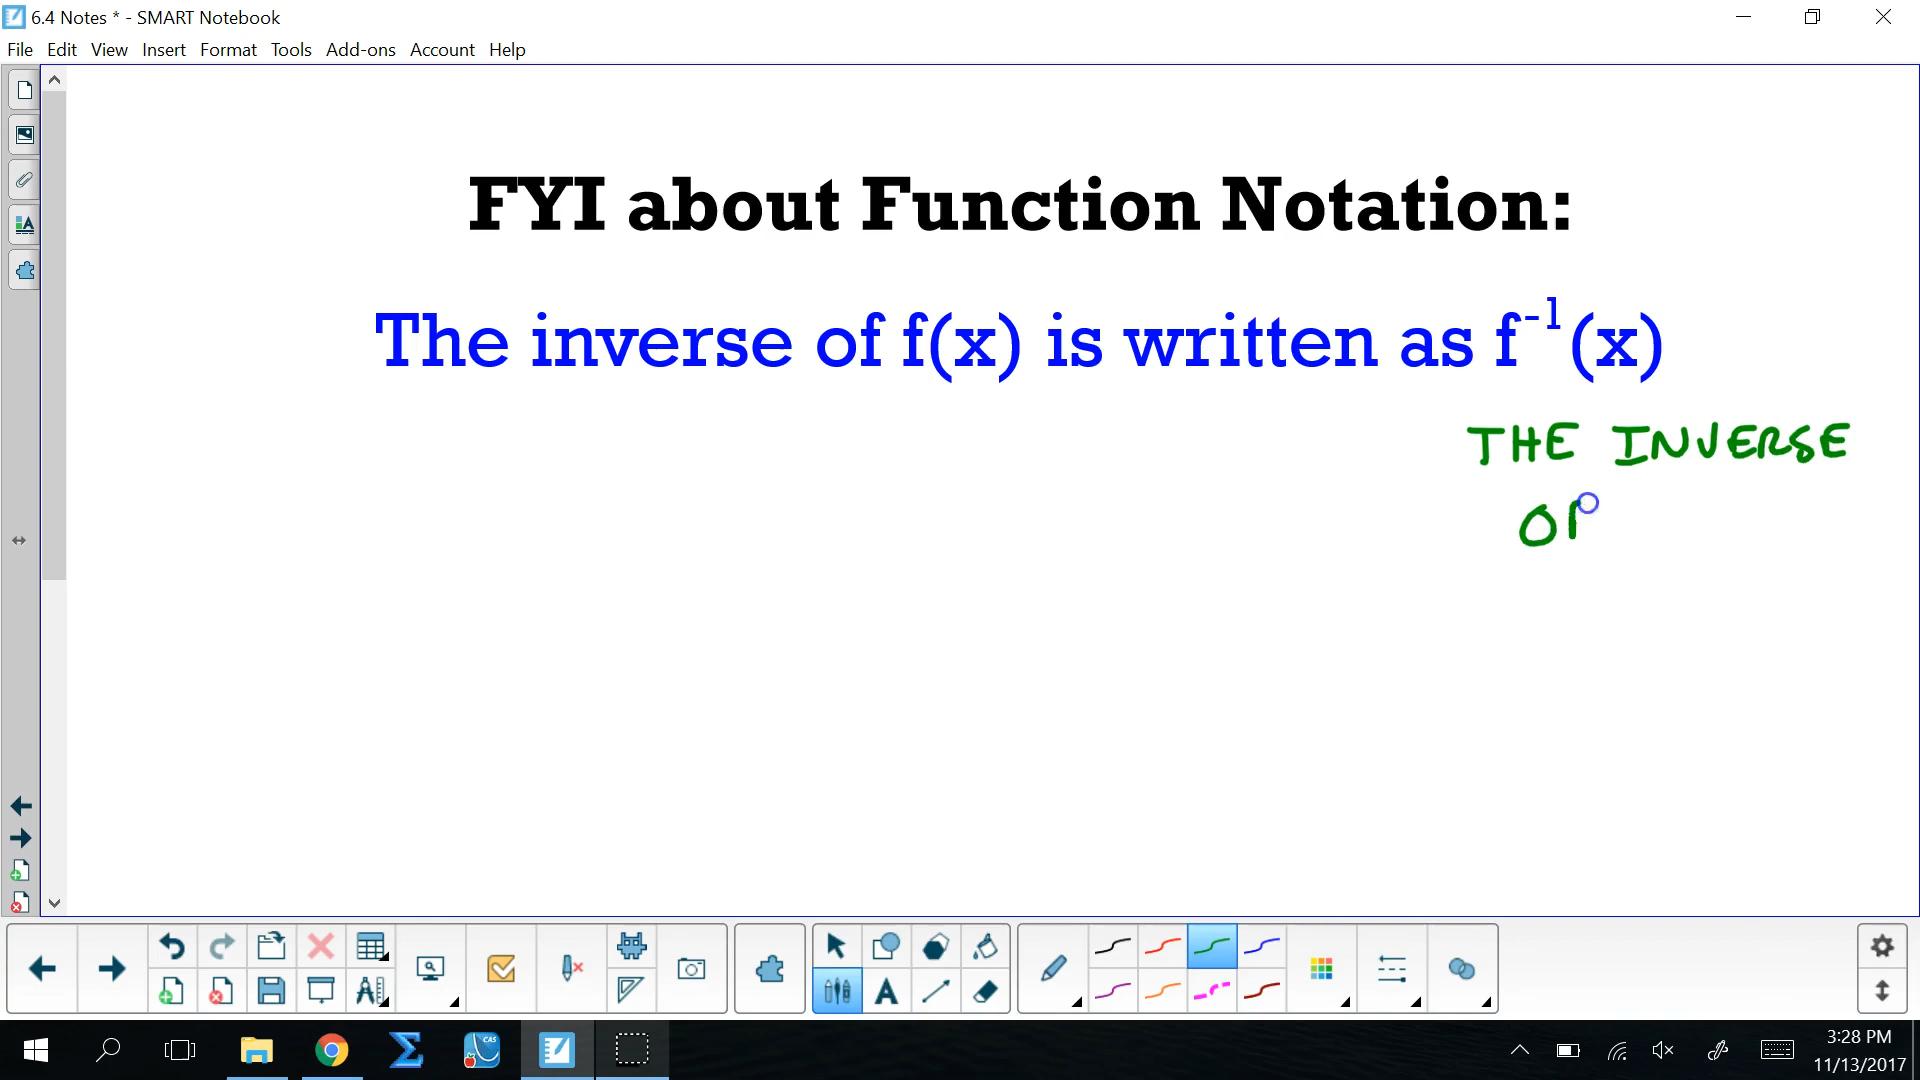 6.4 Notes * - SMART Notebook
File Edit View Insert Format Tools Add-ons Account Help
FYI about Function Notation:
The inverse of f(x) is written as f⁻¹(x)
THE INVERSE
CAS
3:28 PM
11/13/2017